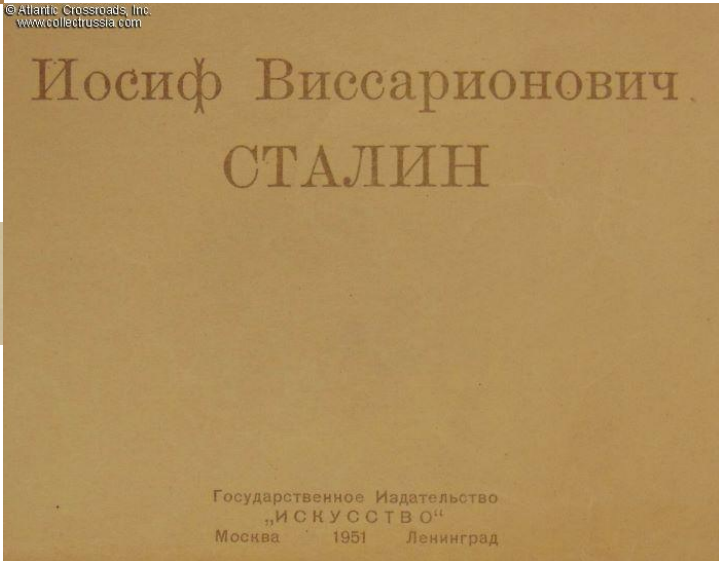 © Atlantic Crossroads, Inc.
www.collectrussia.com
Иосиф Виссарионович
СТАЛИН
Государственное Издательство
„ИСКУССТВО“
Москва 1951 Ленинград